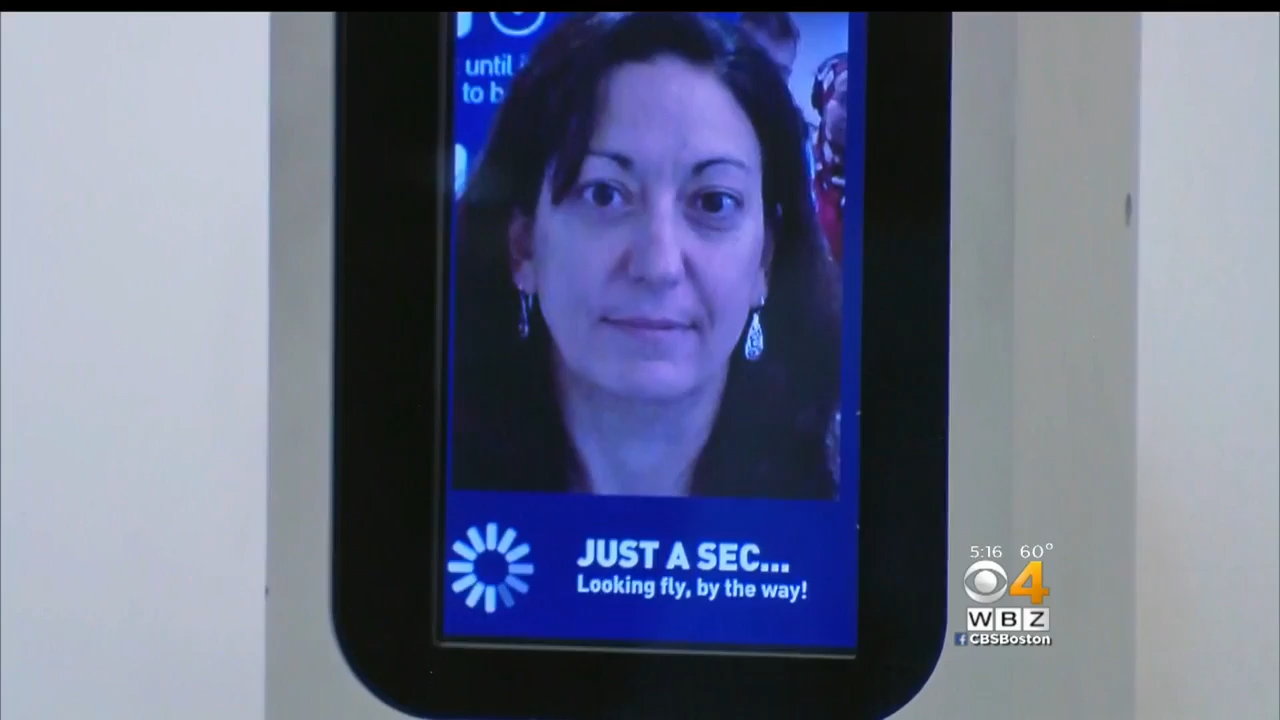 until
to b
JUST A SEC...
Looking fly, by the way!
5:16 60°
4
WBZ
CBSBoston